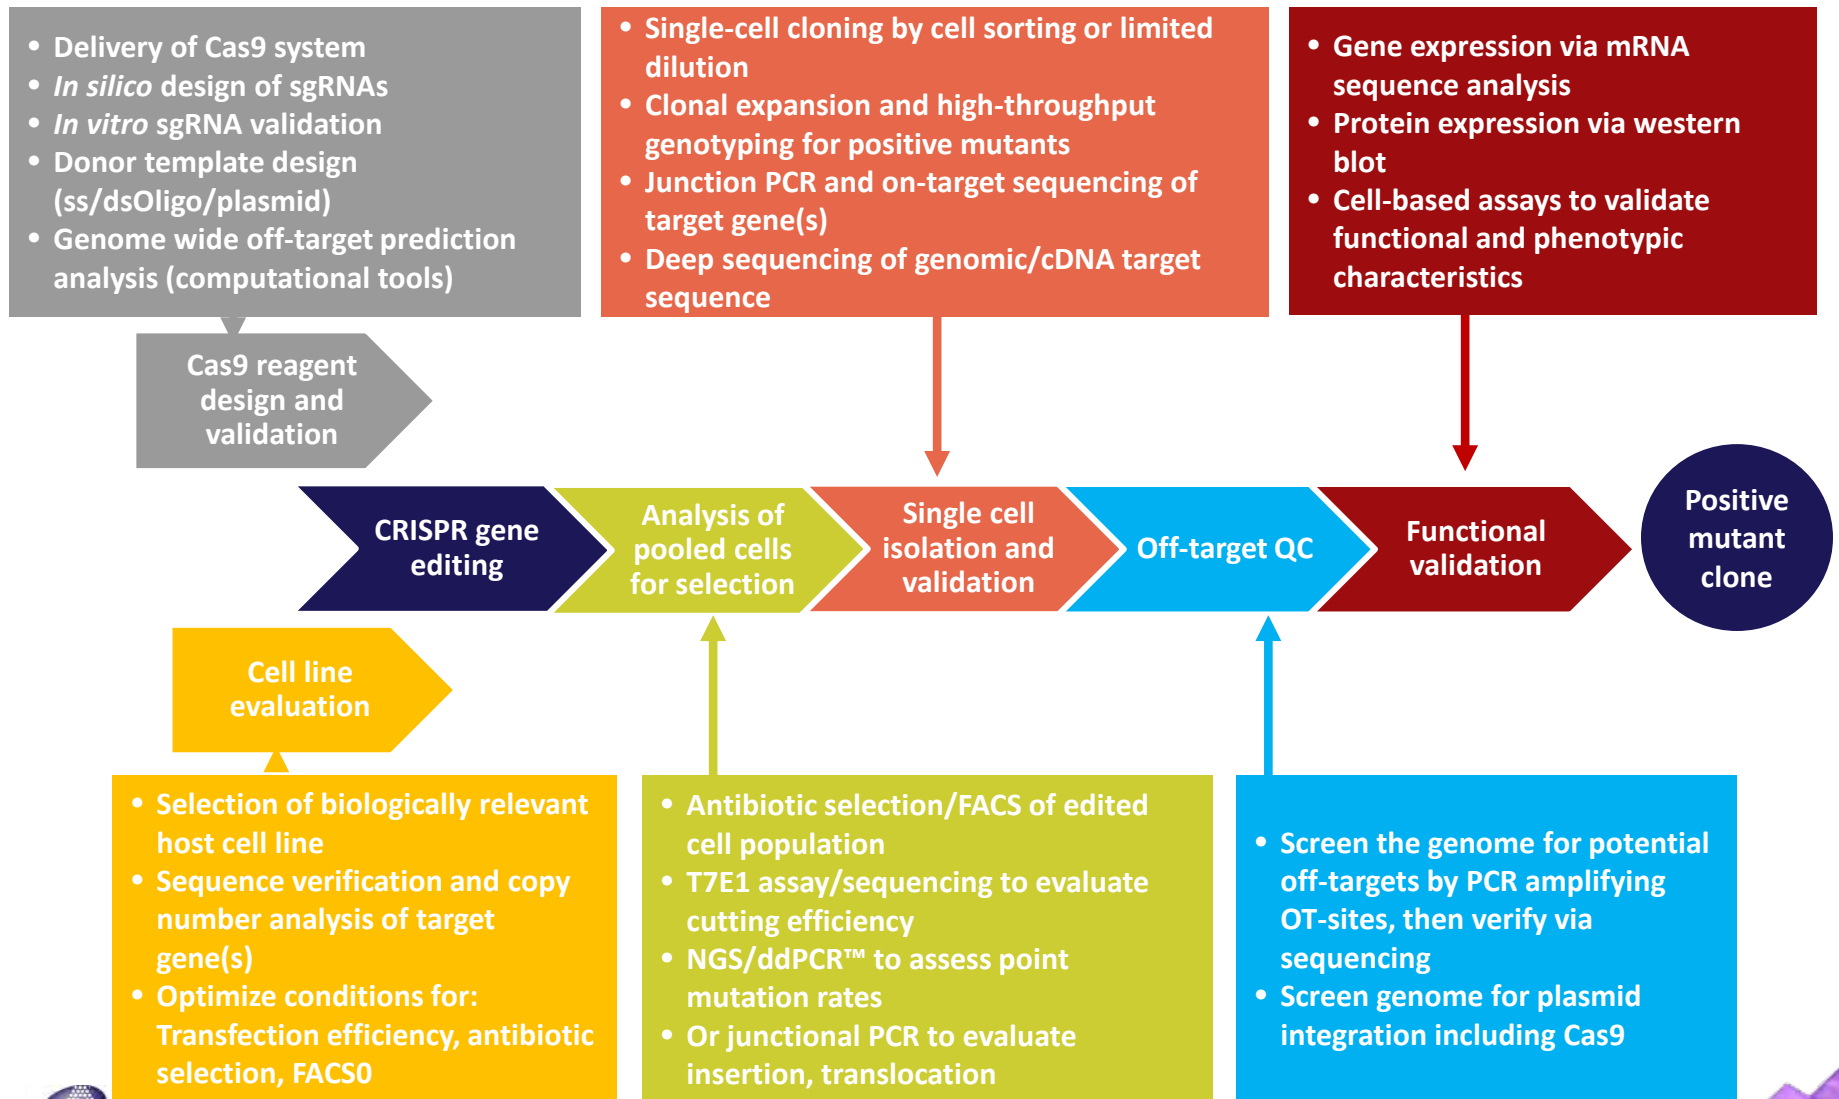 • Delivery of Cas9 system
• In silico design of sgRNAs
• In vitro sgRNA validation
• Donor template design
(ss/dsOligo/plasmid)
• Genome wide off-target prediction
analysis (computational tools)
• Single-cell cloning by cell sorting or limited
dilution
• Clonal expansion and high-throughput
genotyping for positive mutants
• Junction PCR and on-target sequencing of
target gene(s)
• Deep sequencing of genomic/cDNA target
sequence
• Gene expression via mRNA
sequence analysis
• Protein expression via western
blot
• Cell-based assays to validate
functional and phenotypic
characteristics
Cas9 reagent
design and
validation
CRISPR gene
editing
Analysis of
pooled cells
for selection
Single cell
isolation and
validation
Off-target QC
Functional
validation
Positive
mutant
clone
Cell line
evaluation
• Selection of biologically relevant
host cell line
• Sequence verification and copy
number analysis of target
gene(s)
• Optimize conditions for:
Transfection efficiency, antibiotic
selection, FACS0
• Antibiotic selection/FACS of edited
cell population
• T7E1 assay/sequencing to evaluate
cutting efficiency
• NGS/ddPCR™ to assess point
mutation rates
• Or junctional PCR to evaluate
insertion, translocation
• Screen the genome for potential
off-targets by PCR amplifying
OT-sites, then verify via
sequencing
• Screen genome for plasmid
integration including Cas9